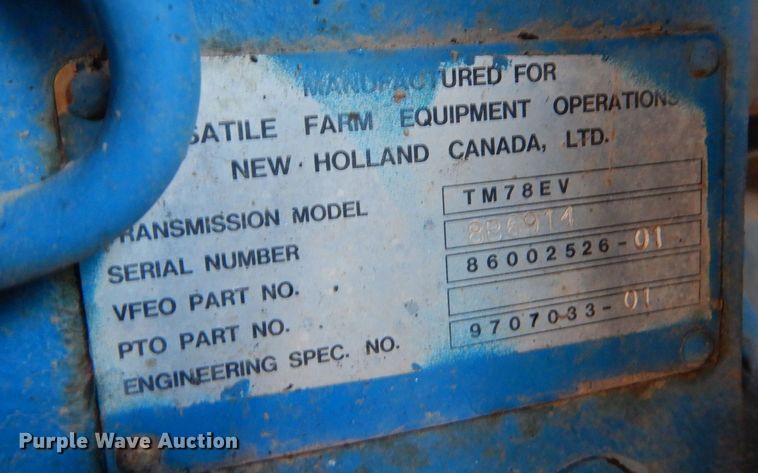 MANUFACTURED FOR
SATILE FARM EQUIPMENT OPERATIONS
NEW HOLLAND CANADA, LTD.
TRANSMISSION MODEL TM78EV
SERIAL NUMBER 8B6914
VFEO PART NO. 86002526-01
PTO PART NO.
ENGINEERING SPEC. NO. 9707033-01
Purple Wave Auction